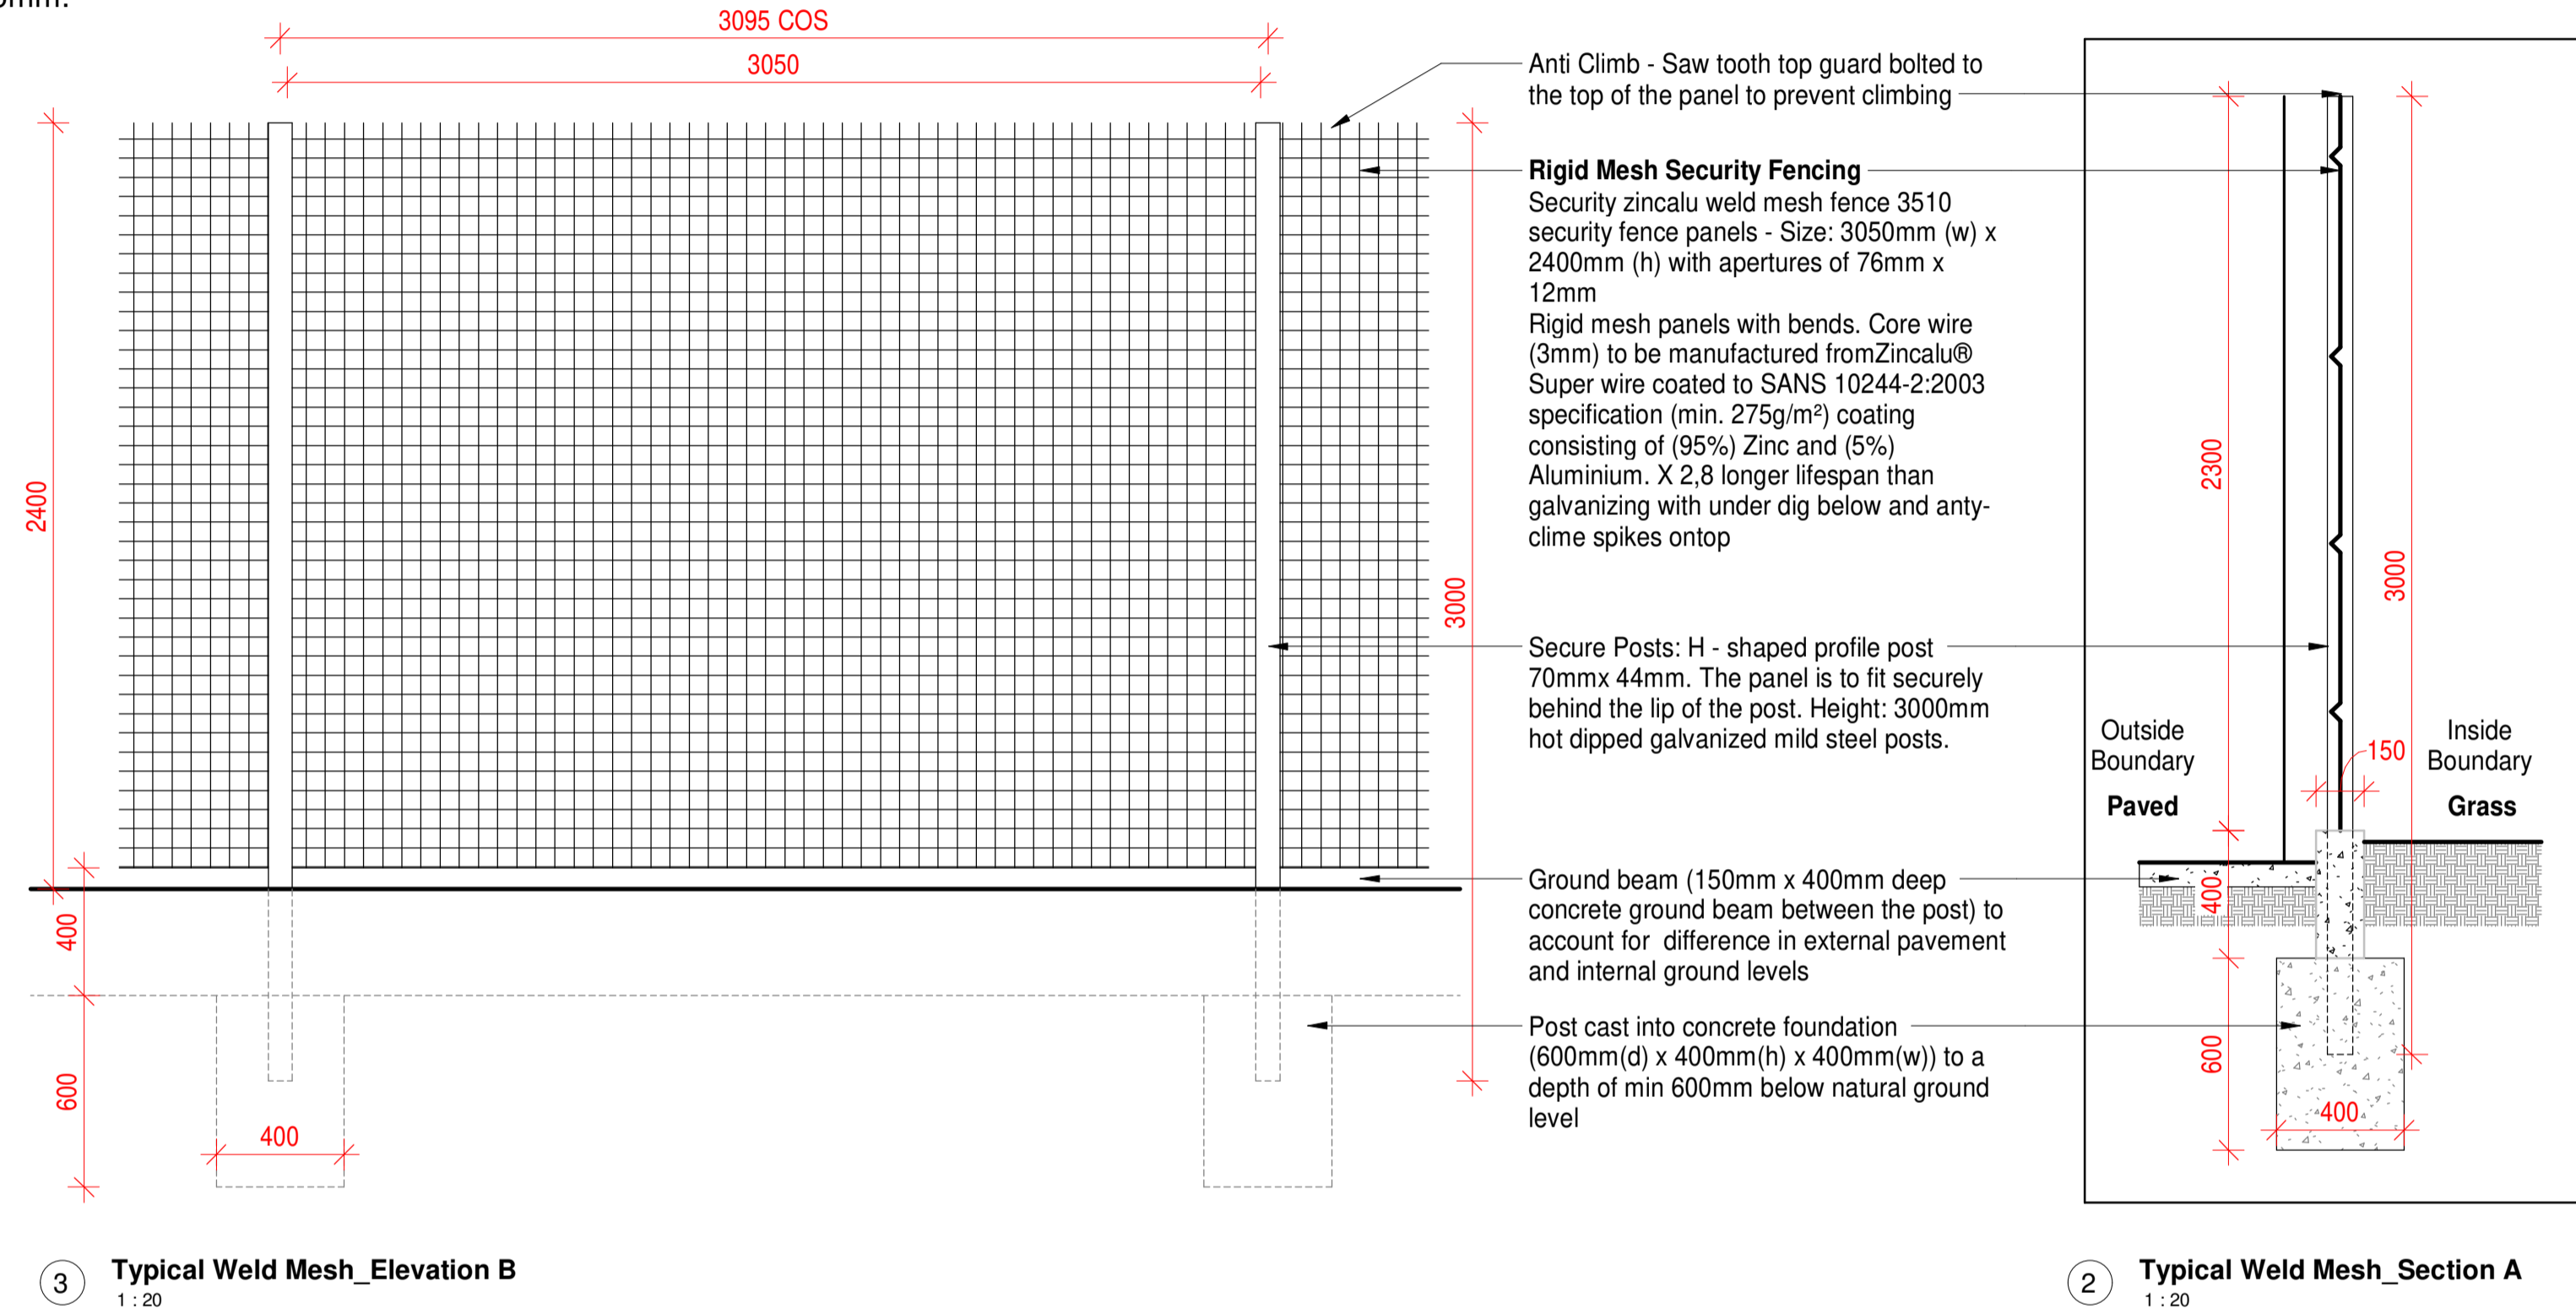 3095 COS
3050
2400
400
600
400
3000
Anti Climb - Saw tooth top guard bolted to
the top of the panel to prevent climbing
Rigid Mesh Security Fencing
Security zincalu weld mesh fence 3510
security fence panels - Size: 3050mm (w) x
2400mm (h) with apertures of 76mm x
12mm
Rigid mesh panels with bends. Core wire
(3mm) to be manufactured fromZincalu®
Super wire coated to SANS 10244-2:2003
specification (min. 275g/m²) coating
consisting of (95%) Zinc and (5%)
Aluminium. X 2,8 longer lifespan than
galvanizing with under dig below and anty-
clime spikes ontop
Secure Posts: H - shaped profile post
70mmx 44mm. The panel is to fit securely
behind the lip of the post. Height: 3000mm
hot dipped galvanized mild steel posts.
Ground beam (150mm x 400mm deep
concrete ground beam between the post) to
account for difference in external pavement
and internal ground levels
Post cast into concrete foundation
(600mm(d) x 400mm(h) x 400mm(w)) to a
depth of min 600mm below natural ground
level
2300
3000
Outside
Boundary
Paved
150
Inside
Boundary
Grass
400
600
400
3
Typical Weld Mesh_Elevation B
1 : 20
2
Typical Weld Mesh_Section A
1 : 20